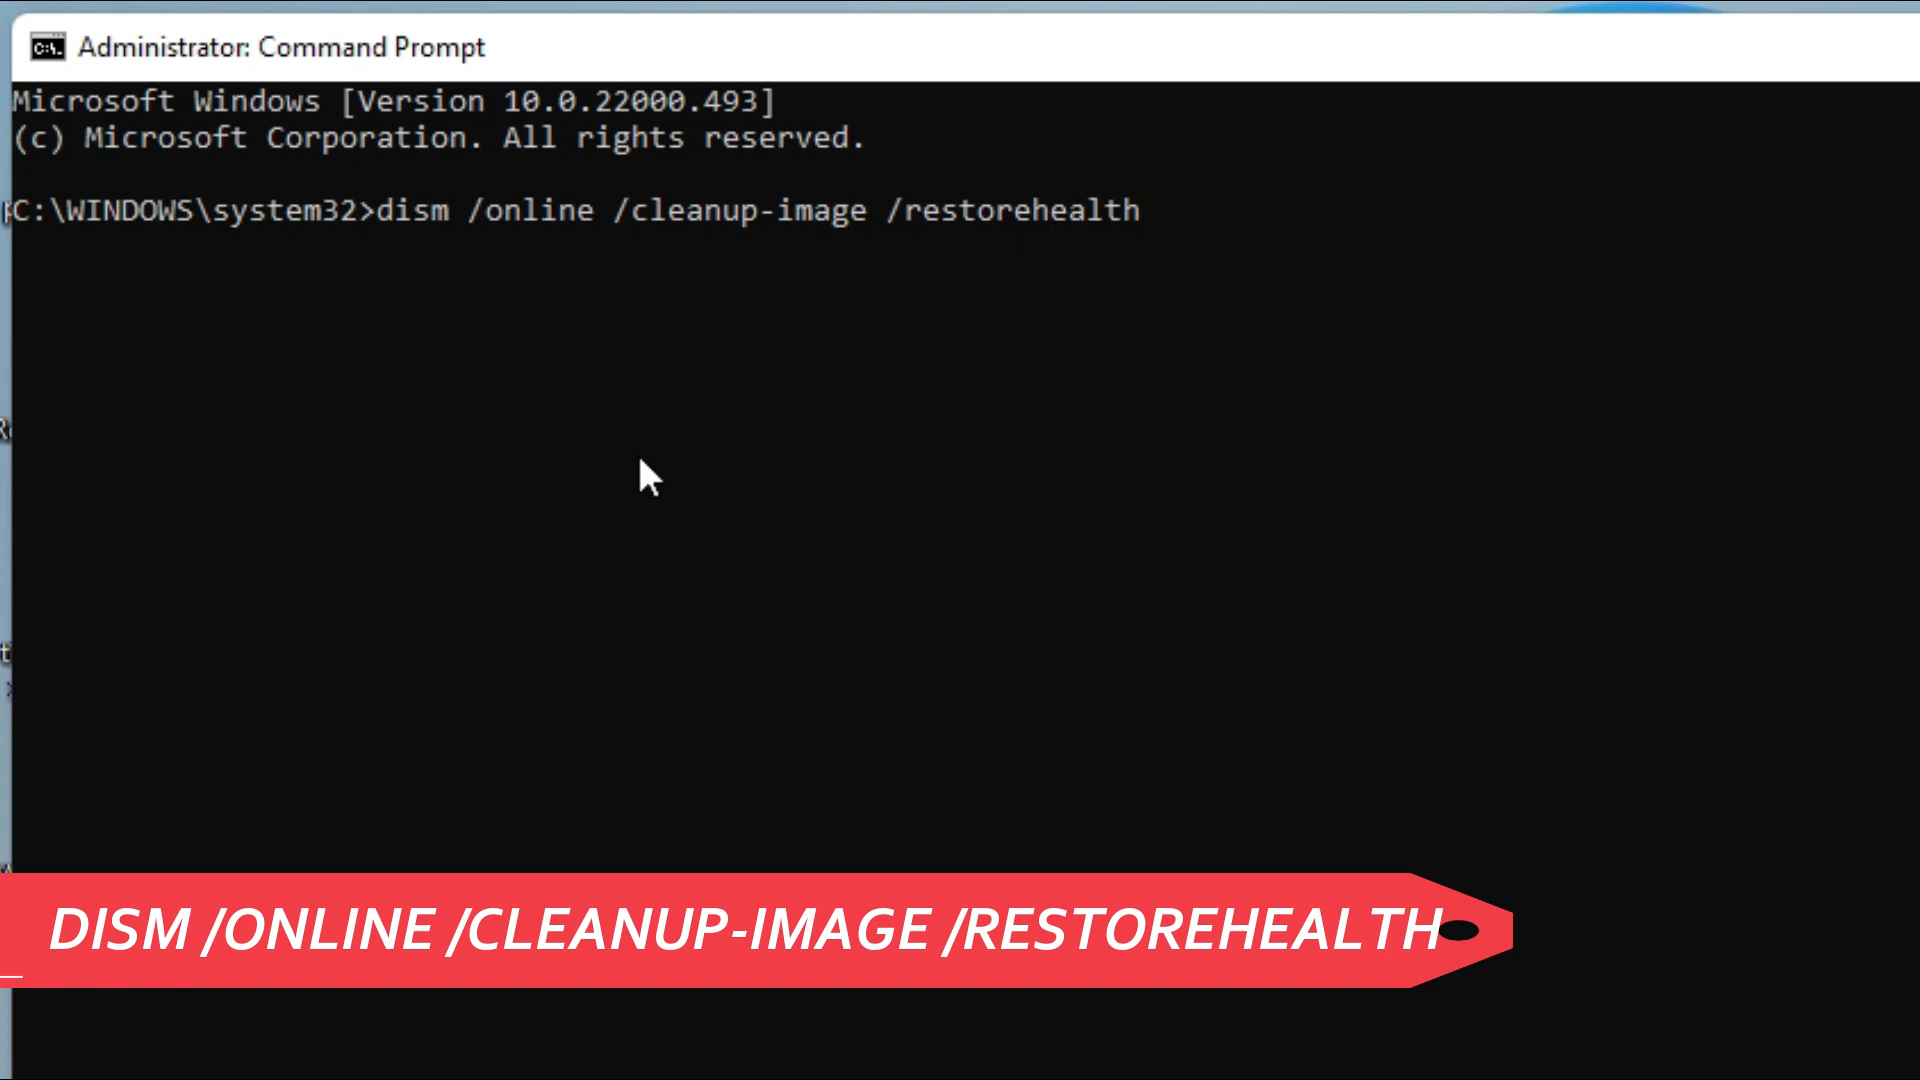 Administrator: Command Prompt
Microsoft Windows [Version 10.0.22000.493]
(c) Microsoft Corporation. All rights reserved.
C:\WINDOWS\system32>dism /online /cleanup-image /restorehealth
DISM /ONLINE /CLEANUP-IMAGE /RESTOREHEALTH